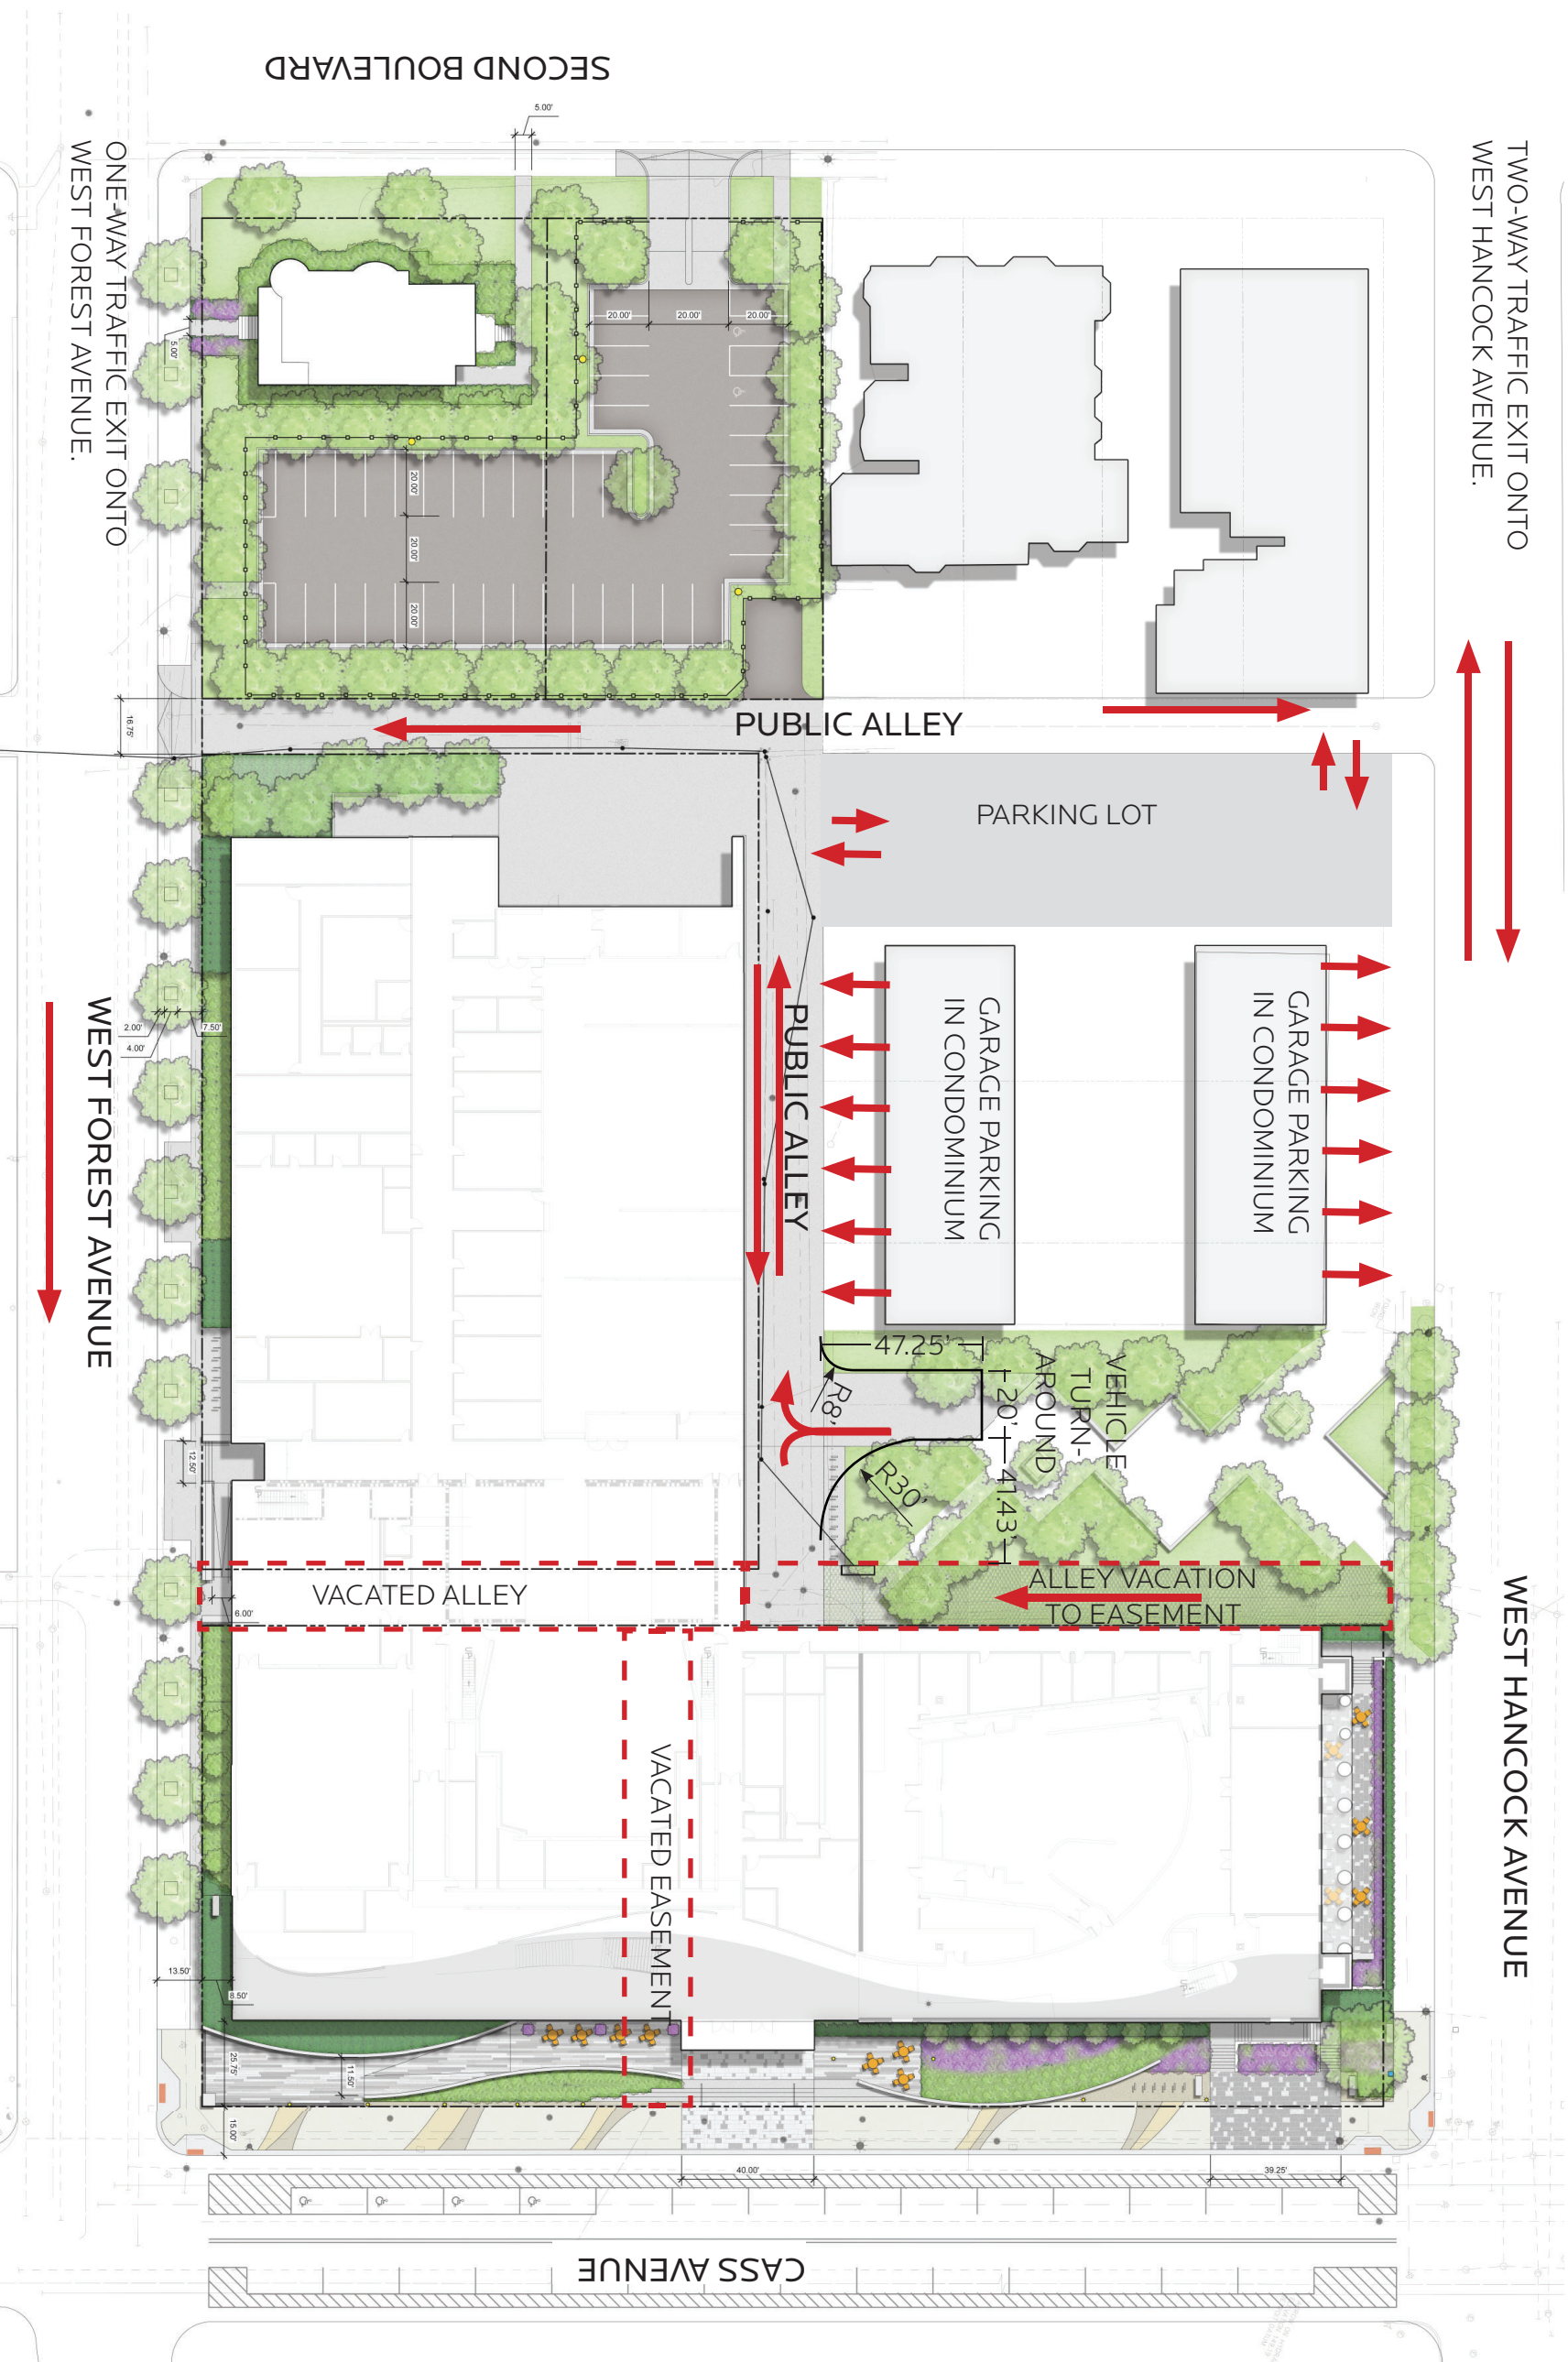 SECOND BOULEVARD
5.00'
ONE-WAY TRAFFIC EXIT ONTO
WEST FOREST AVENUE.
TWO-WAY TRAFFIC EXIT ONTO
WEST HANCOCK AVENUE.
20.00'
20.00'
20.00'
5.00'
20.00'
20.00'
20.00'
16.75'
PUBLIC ALLEY
PARKING LOT
WEST FOREST AVENUE
2.00'
4.00'
7.50'
PUBLIC ALLEY
GARAGE PARKING
IN CONDOMINIUM
GARAGE PARKING
IN CONDOMINIUM
47.25'
R8'
20'
VEHICLE
TURN-
AROUND
R30'
41.43'
12.50'
VACATED ALLEY
6.00'
ALLEY VACATION
TO EASEMENT
WEST HANCOCK AVENUE
UP
UP
UP
UP
VACATED EASEMENT
UP
13.50'
8.50'
25.75'
11.50'
15.00'
40.00'
39.25'
CASS AVENUE